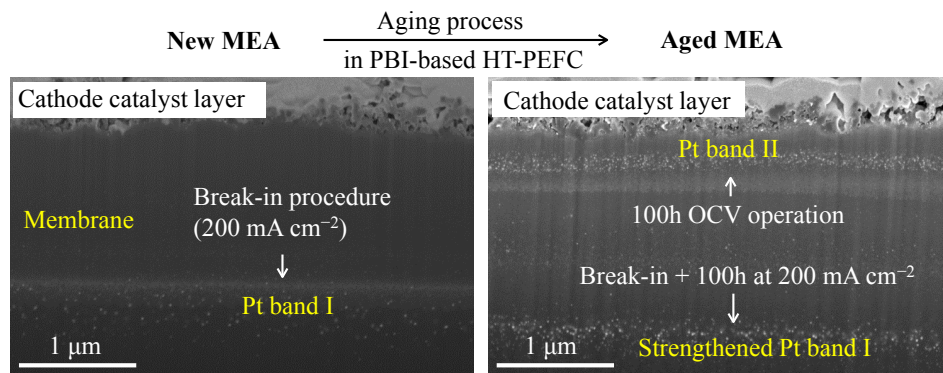 New MEA
Aging process
in PBI-based HT-PEFC
Aged MEA
Cathode catalyst layer
Break-in procedure
(200 mA cm⁻²)
Membrane
Pt band I
1 μm
Cathode catalyst layer
Pt band II
100h OCV operation
Break-in + 100h at 200 mA cm⁻²
Strengthened Pt band I
1 μm